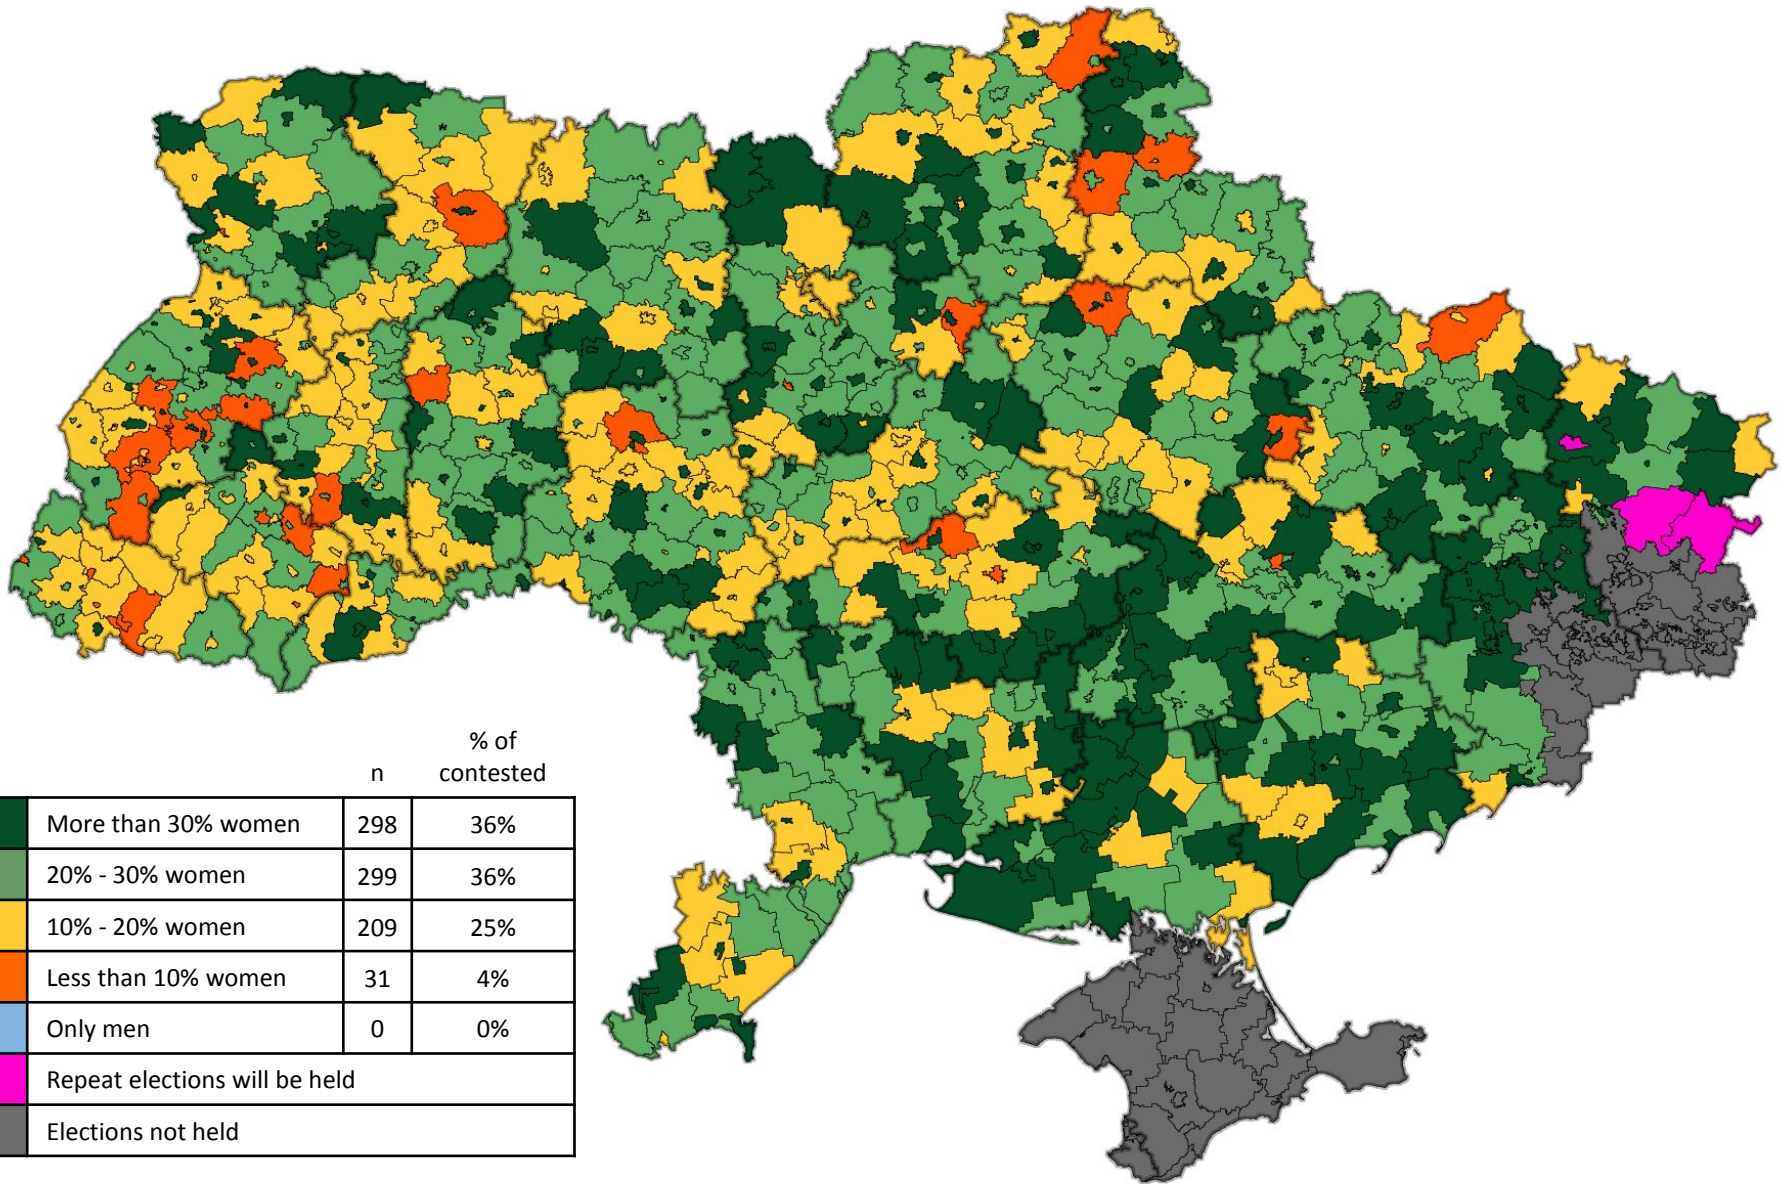 n
% of
contested
More than 30% women 298 36%
20% - 30% women 299 36%
10% - 20% women 209 25%
Less than 10% women 31 4%
Only men 0 0%
Repeat elections will be held
Elections not held